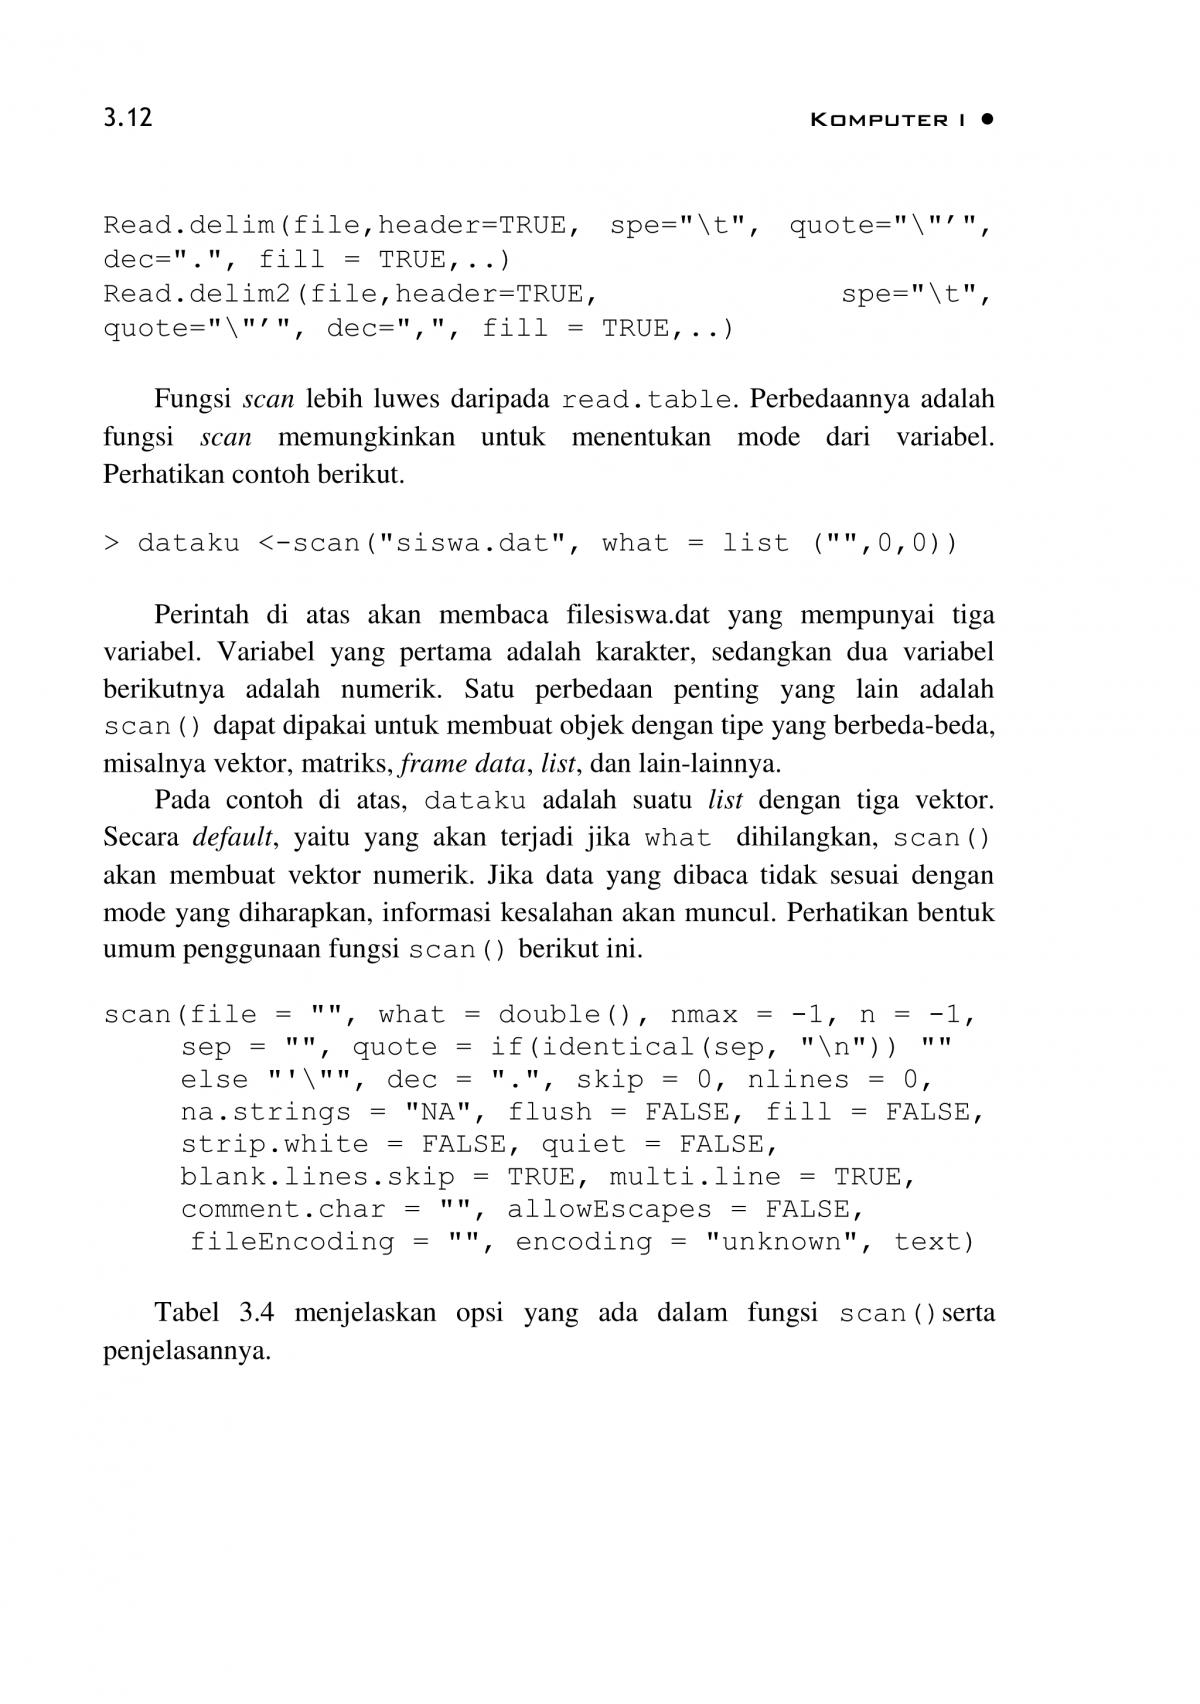 3.12 KOMPUTER I ●
Read.delim(file,header=TRUE, spe="\t", quote="\"′",
dec=".", fill = TRUE,..)
Read.delim2(file,header=TRUE, spe="\t",
quote="\"′", dec=",", fill = TRUE,..)
Fungsi scan lebih luwes daripada read.table. Perbedaannya adalah
fungsi scan memungkinkan untuk menentukan mode dari variabel.
Perhatikan contoh berikut.
> dataku <-scan("siswa.dat", what = list ("",0,0))
Perintah di atas akan membaca filesiswa.dat yang mempunyai tiga
variabel. Variabel yang pertama adalah karakter, sedangkan dua variabel
berikutnya adalah numerik. Satu perbedaan penting yang lain adalah
scan() dapat dipakai untuk membuat objek dengan tipe yang berbeda-beda,
misalnya vektor, matriks, frame data, list, dan lain-lainnya.
Pada contoh di atas, dataku adalah suatu list dengan tiga vektor.
Secara default, yaitu yang akan terjadi jika what dihilangkan, scan()
akan membuat vektor numerik. Jika data yang dibaca tidak sesuai dengan
mode yang diharapkan, informasi kesalahan akan muncul. Perhatikan bentuk
umum penggunaan fungsi scan() berikut ini.
scan(file = "", what = double(), nmax = -1, n = -1,
sep = "", quote = if(identical(sep, "\n")) ""
else "'\"", dec = ".", skip = 0, nlines = 0,
na.strings = "NA", flush = FALSE, fill = FALSE,
strip.white = FALSE, quiet = FALSE,
blank.lines.skip = TRUE, multi.line = TRUE,
comment.char = "", allowEscapes = FALSE,
fileEncoding = "", encoding = "unknown", text)
Tabel 3.4 menjelaskan opsi yang ada dalam fungsi scan()serta
penjelasannya.